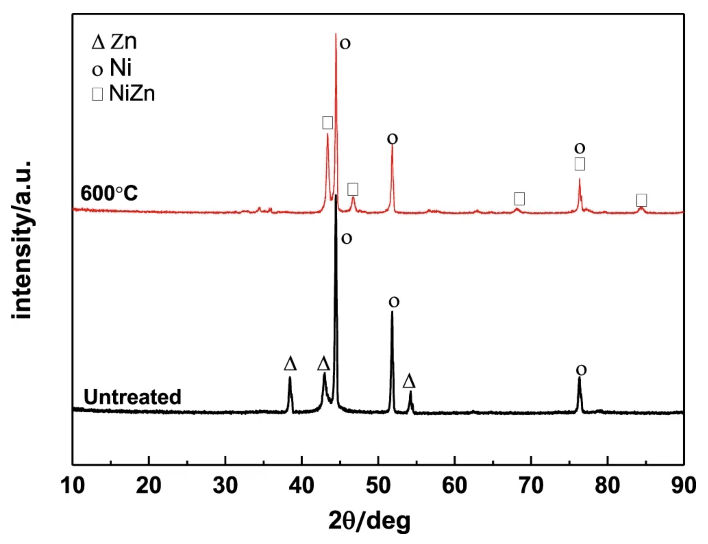 Δ Zn
o Ni
□ NiZn
o
□
o
o
□
□
□
□
600°C
o
o
Δ
Δ
Δ
o
Untreated
intensity/a.u.
10 20 30 40 50 60 70 80 90
2θ/deg